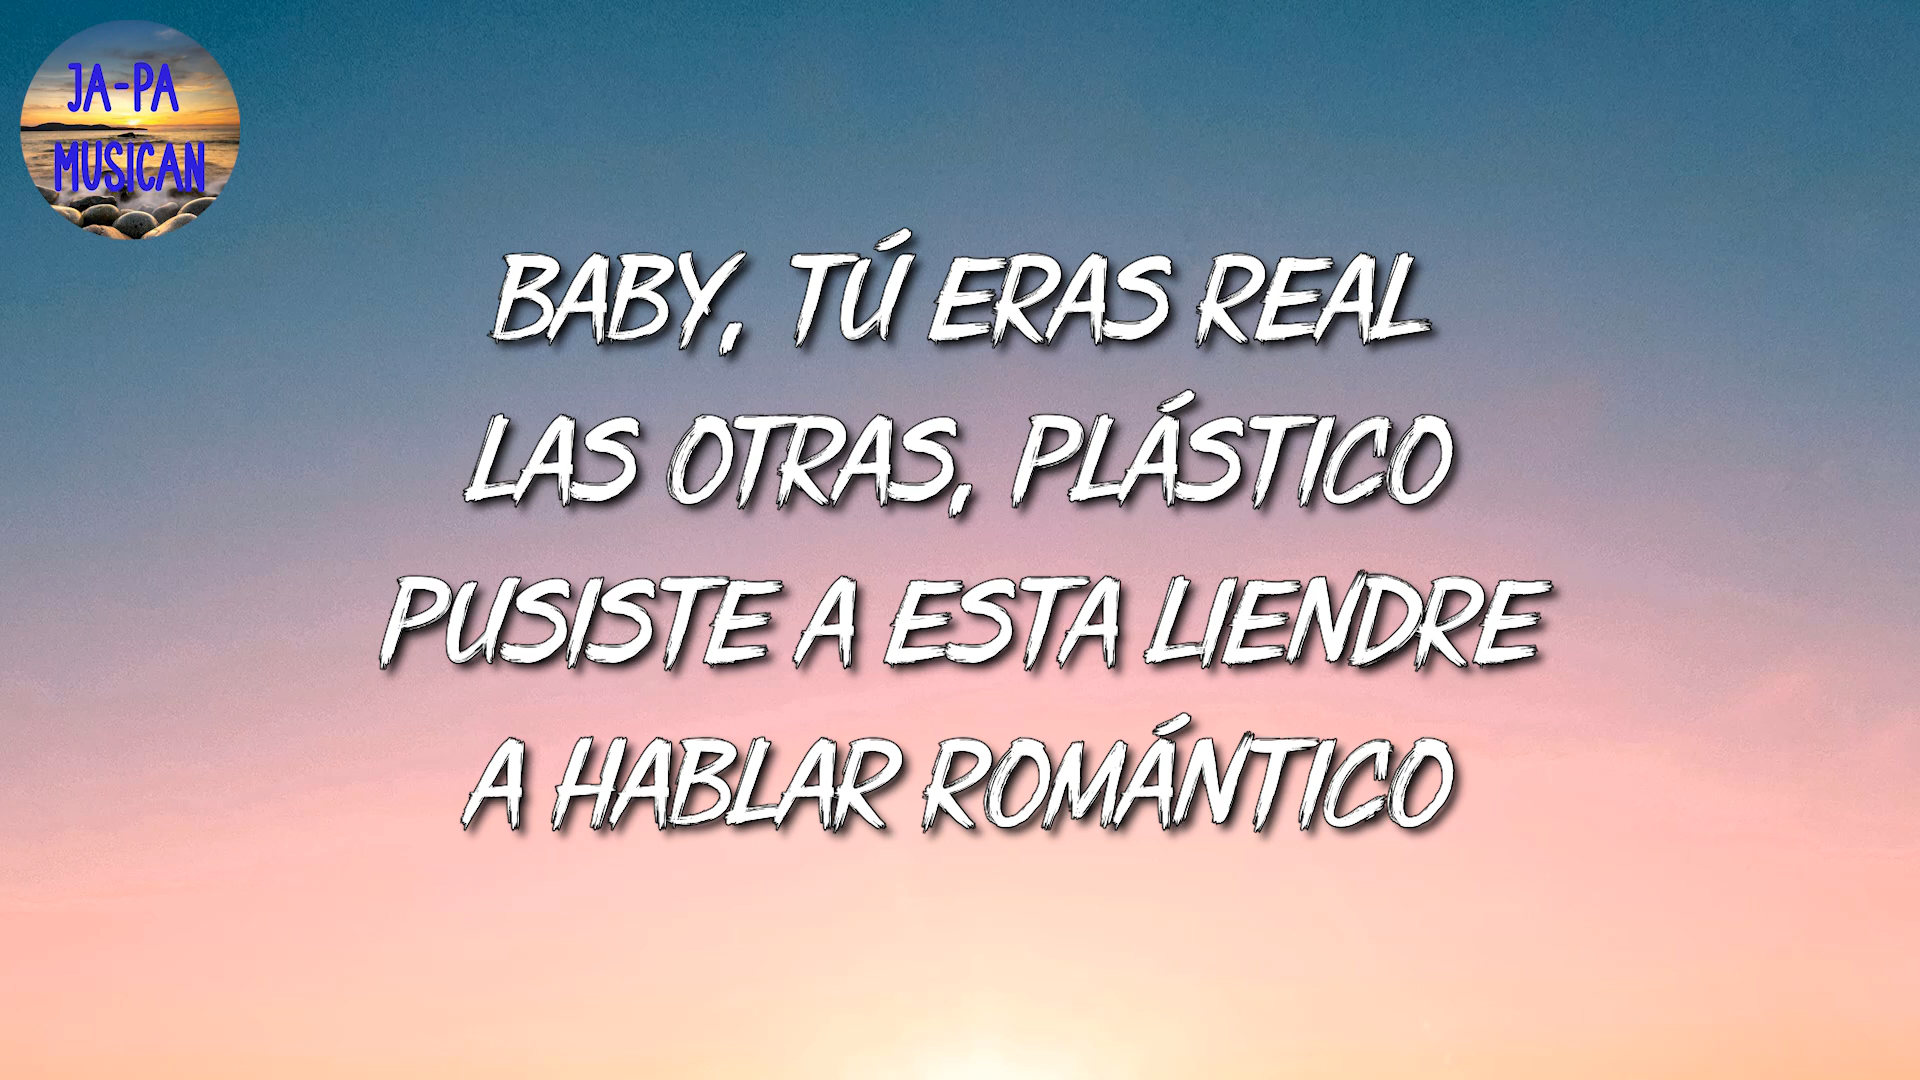 JA-PA
MUSICAN
BABY, TÚ ERAS REAL
LAS OTRAS, PLÁSTICO
PUSISTE A ESTA LIENDRE
A HABLAR ROMÁNTICO